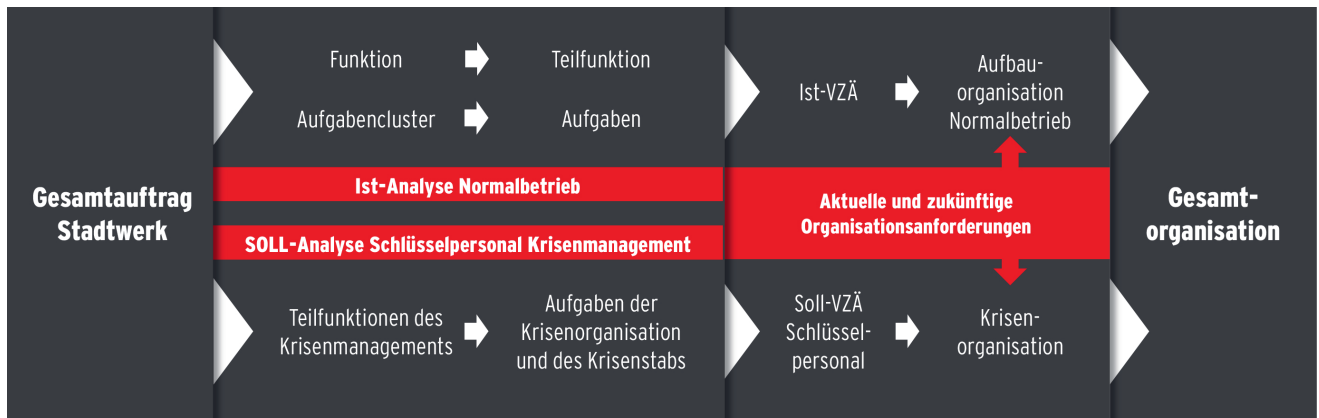 Gesamtauftrag
Stadtwerk
Funktion
Teilfunktion
Aufgabencluster
Aufgaben
Ist-Analyse Normalbetrieb
SOLL-Analyse Schlüsselpersonal Krisenmanagement
Teilfunktionen des
Krisenmanagements
Aufgaben der
Krisenorganisation
und des Krisenstabs
Ist-VZÄ
Aufbau-
organisation
Normalbetrieb
Aktuelle und zukünftige
Organisationsanforderungen
Soll-VZÄ
Schlüssel-
personal
Krisen-
organisation
Gesamt-
organisation